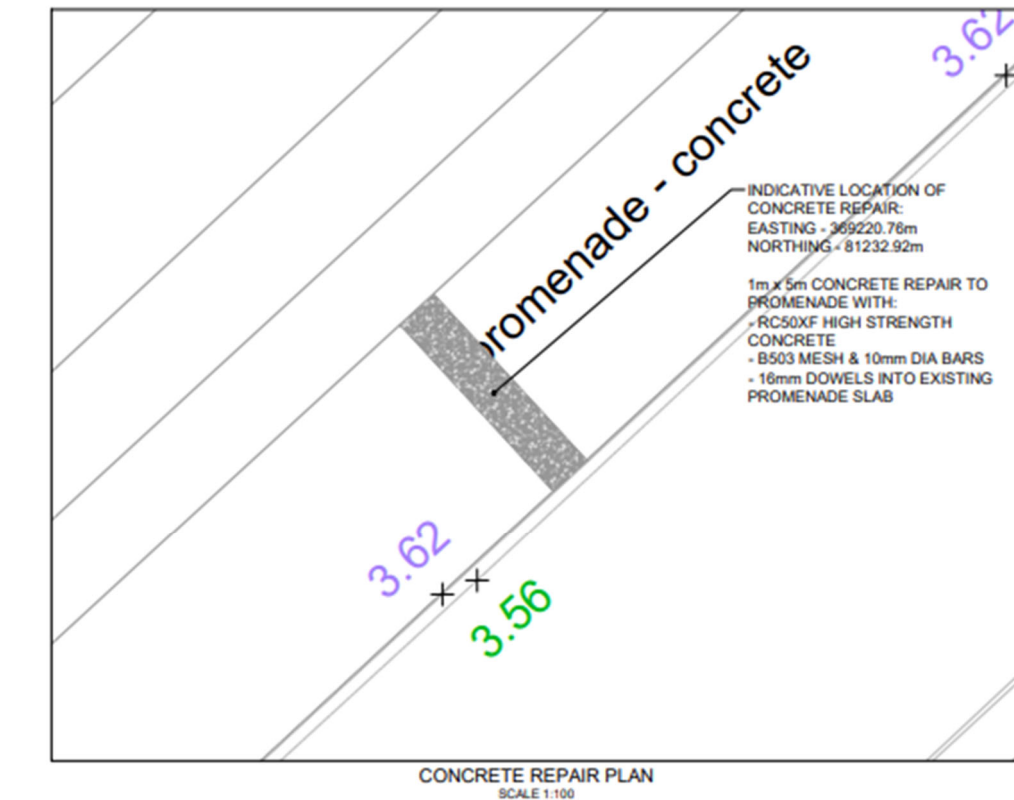 3.62
promenade - concrete
INDICATIVE LOCATION OF
CONCRETE REPAIR:
EASTING - 369220.76m
NORTHING - 81232.92m
1m x 5m CONCRETE REPAIR TO
PROMENADE WITH:
- RC50XF HIGH STRENGTH
CONCRETE
- B503 MESH & 10mm DIA BARS
- 16mm DOWELS INTO EXISTING
PROMENADE SLAB
3.62
3.56
CONCRETE REPAIR PLAN
SCALE 1:100